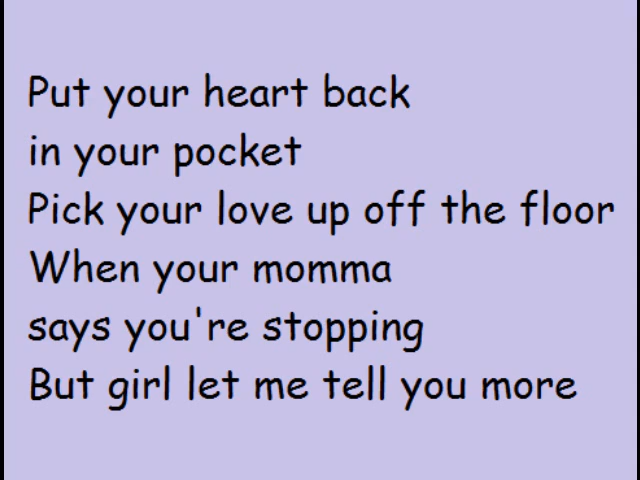 Put your heart back
in your pocket
Pick your love up off the floor
When your momma
says you're stopping
But girl let me tell you more